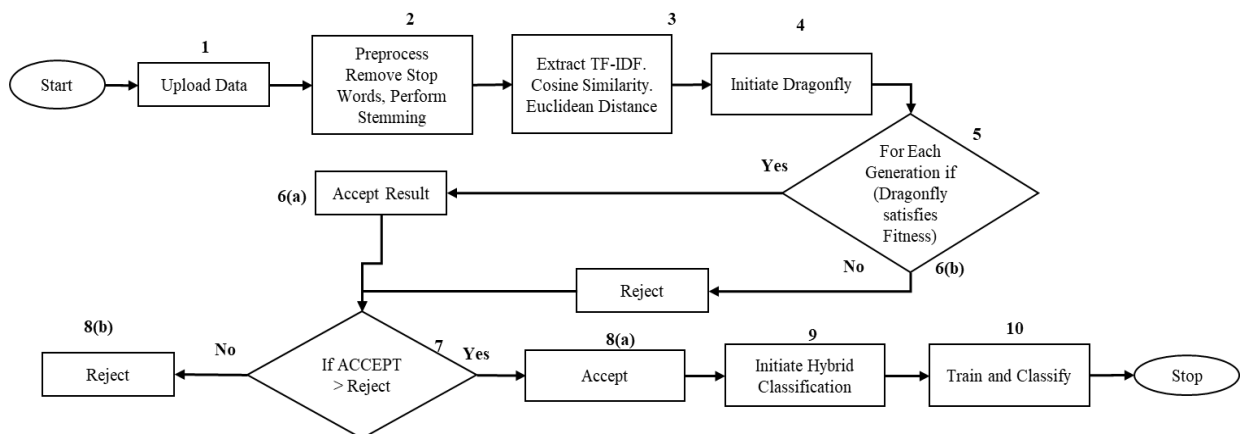 1
2
3
4
Start
Upload Data
Preprocess
Remove Stop
Words, Perform
Stemming
Extract TF-IDF.
Cosine Similarity.
Euclidean Distance
Initiate Dragonfly
5
Yes
For Each
Generation if
(Dragonfly
satisfies
Fitness)
6(a)
Accept Result
No
6(b)
Reject
8(b)
No
Reject
7
If ACCEPT
> Reject
Yes
8(a)
Accept
9
Initiate Hybrid
Classification
10
Train and Classify
Stop